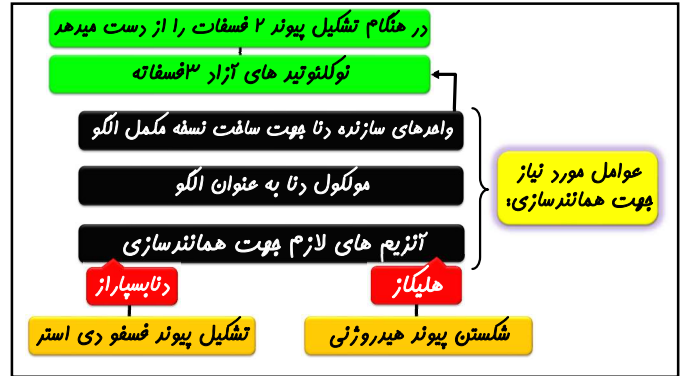 در هنگام تشکیل پیوند ۲ فسفات را از دست میدهد
نوکلئوتید های آزاد ۳فسفاته
واحدهای سازنده دنا جهت ساخت نسخه مکمل الگو
مولکول دنا به عنوان الگو
عوامل مورد نیاز
جهت همانندسازی:
آنزیم های لازم جهت همانندسازی
هلیکاز
دنابسپاراز
شکستن پیوند هیدروژنی
تشکیل پیوند فسفو دی استر